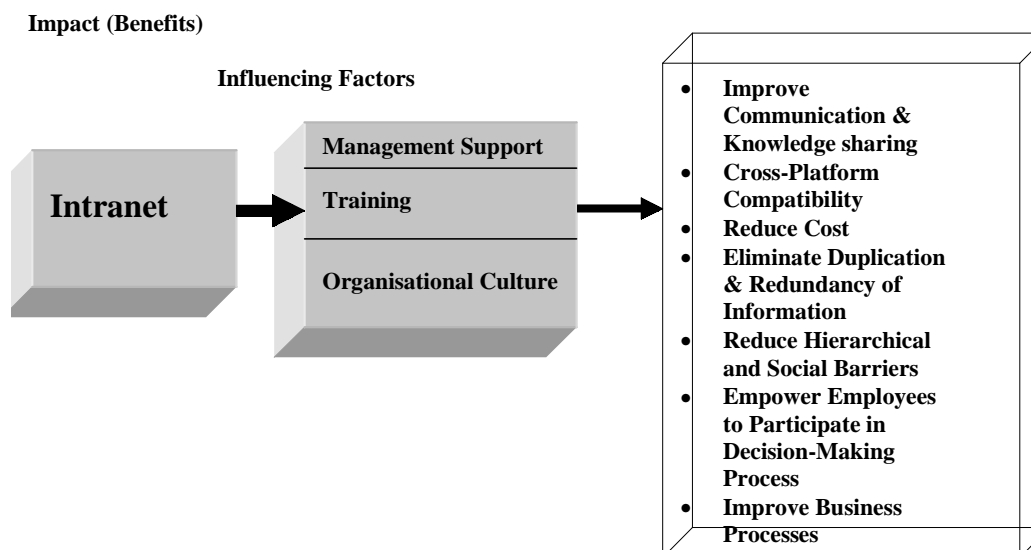 Impact (Benefits)
Influencing Factors
Intranet
Management Support
Training
Organisational Culture
• Improve
Communication &
Knowledge sharing
• Cross-Platform
Compatibility
• Reduce Cost
• Eliminate Duplication
& Redundancy of
Information
• Reduce Hierarchical
and Social Barriers
• Empower Employees
to Participate in
Decision-Making
Process
• Improve Business
Processes